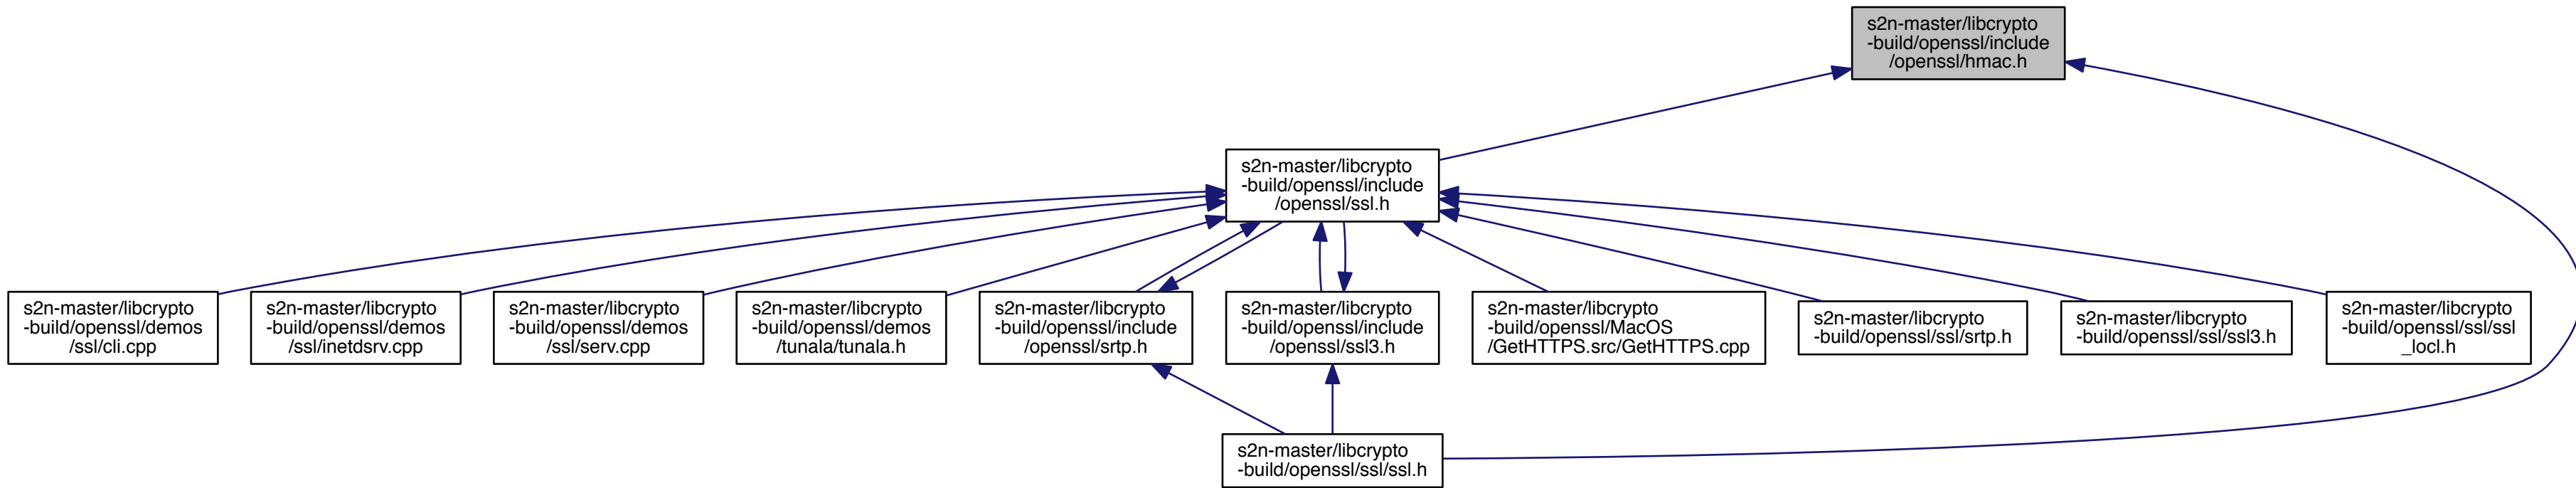 s2n-master/libcrypto
-build/openssl/include
/openssl/hmac.h
s2n-master/libcrypto
-build/openssl/include
/openssl/ssl.h
s2n-master/libcrypto
-build/openssl/demos
/ssl/cli.cpp
s2n-master/libcrypto
-build/openssl/demos
/ssl/inetdsrv.cpp
s2n-master/libcrypto
-build/openssl/demos
/ssl/serv.cpp
s2n-master/libcrypto
-build/openssl/demos
/tunala/tunala.h
s2n-master/libcrypto
-build/openssl/include
/openssl/srtp.h
s2n-master/libcrypto
-build/openssl/include
/openssl/ssl3.h
s2n-master/libcrypto
-build/openssl/MacOS
/GetHTTPS.src/GetHTTPS.cpp
s2n-master/libcrypto
-build/openssl/ssl/srtp.h
s2n-master/libcrypto
-build/openssl/ssl/ssl3.h
s2n-master/libcrypto
-build/openssl/ssl/ssl
_locl.h
s2n-master/libcrypto
-build/openssl/ssl/ssl.h